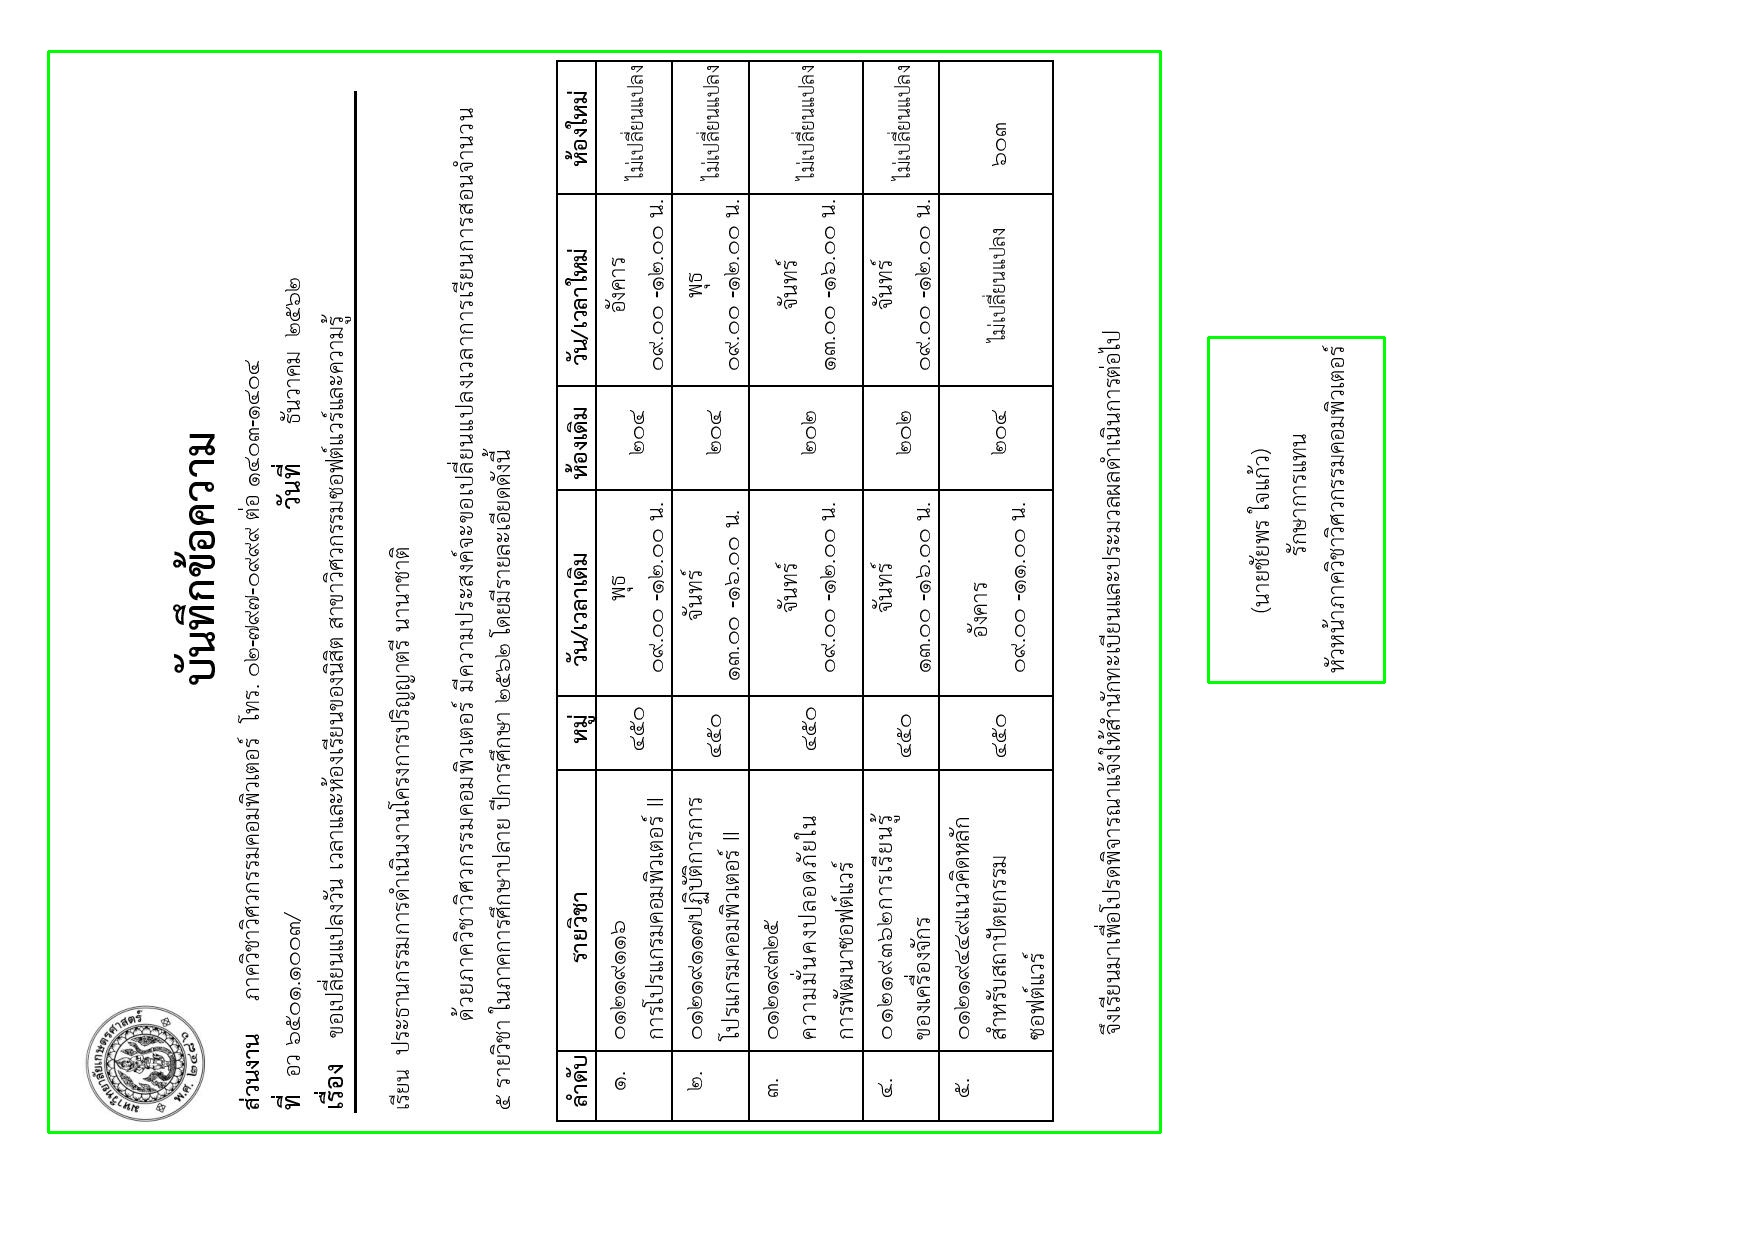 มหาวิทยาลัยเกษตรศาสตร์
พ.ศ. ๒๔๘๖
บันทึกข้อความ
ส่วนงาน ภาควิชาวิศวกรรมคอมพิวเตอร์ โทร. ๐๒-๗๙๗-๐๙๙๙ ต่อ ๑๔๐๓-๑๔๐๔
ที่ อว ๖๕๐๑.๑๐๐๗/ วันที่ ธันวาคม ๒๕๖๒
เรื่อง ขอเปลี่ยนแปลงวัน เวลาและห้องเรียนของนิสิต สาขาวิศวกรรมซอฟต์แวร์และความรู้
เรียน ประธานกรรมการดำเนินงานโครงการปริญญาตรี นานาชาติ
ด้วยภาควิชาวิศวกรรมคอมพิวเตอร์ มีความประสงค์จะขอเปลี่ยนแปลงเวลาการเรียนการสอนจำนวน
๕ รายวิชา ในภาคการศึกษาปลาย ปีการศึกษา ๒๕๖๒ โดยมีรายละเอียดดังนี้
ลำดับ รายวิชา หมู่ วัน/เวลาเดิม ห้องเดิม วัน/เวลาใหม่ ห้องใหม่
๑. ๐๑๒๑๙๑๑๖ ๔๕๐ พุธ ๒๐๔ อังคาร ไม่เปลี่ยนแปลง
การโปรแกรมคอมพิวเตอร์ || ๐๙.๐๐ -๑๒.๐๐ น. ๐๙.๐๐ -๑๒.๐๐ น.
๒. ๐๑๒๑๙๑๑๗ปฏิบัติการการ ๔๕๐ จันทร์ ๒๐๔ พุธ ไม่เปลี่ยนแปลง
โปรแกรมคอมพิวเตอร์ || ๑๓.๐๐ -๑๖.๐๐ น. ๐๙.๐๐ -๑๒.๐๐ น.
๓. ๐๑๒๑๙๓๒๕ ๔๕๐ จันทร์ ๒๐๒ จันทร์ ไม่เปลี่ยนแปลง
ความมั่นคงปลอดภัยใน
การพัฒนาซอฟต์แวร์ ๐๙.๐๐ -๑๒.๐๐ น. ๑๓.๐๐ -๑๖.๐๐ น.
๔. ๐๑๒๑๙๓๖๒การเรียนรู้ ๔๕๐ จันทร์ ๒๐๒ จันทร์ ไม่เปลี่ยนแปลง
ของเครื่องจักร ๑๓.๐๐ -๑๖.๐๐ น. ๐๙.๐๐ -๑๒.๐๐ น.
๕. ๐๑๒๑๙๔๔๙แนวคิดหลัก ๔๕๐ อังคาร ๒๐๔ ไม่เปลี่ยนแปลง ๖๐๓
สำหรับสถาปัตยกรรม
ซอฟต์แวร์ ๐๙.๐๐ -๑๑.๐๐ น.
จึงเรียนมาเพื่อโปรดพิจารณาแจ้งให้สำนักทะเบียนและประมวลผลดำเนินการต่อไป
(นายชัยพร ใจแก้ว)
รักษาการแทน
หัวหน้าภาควิชาวิศวกรรมคอมพิวเตอร์